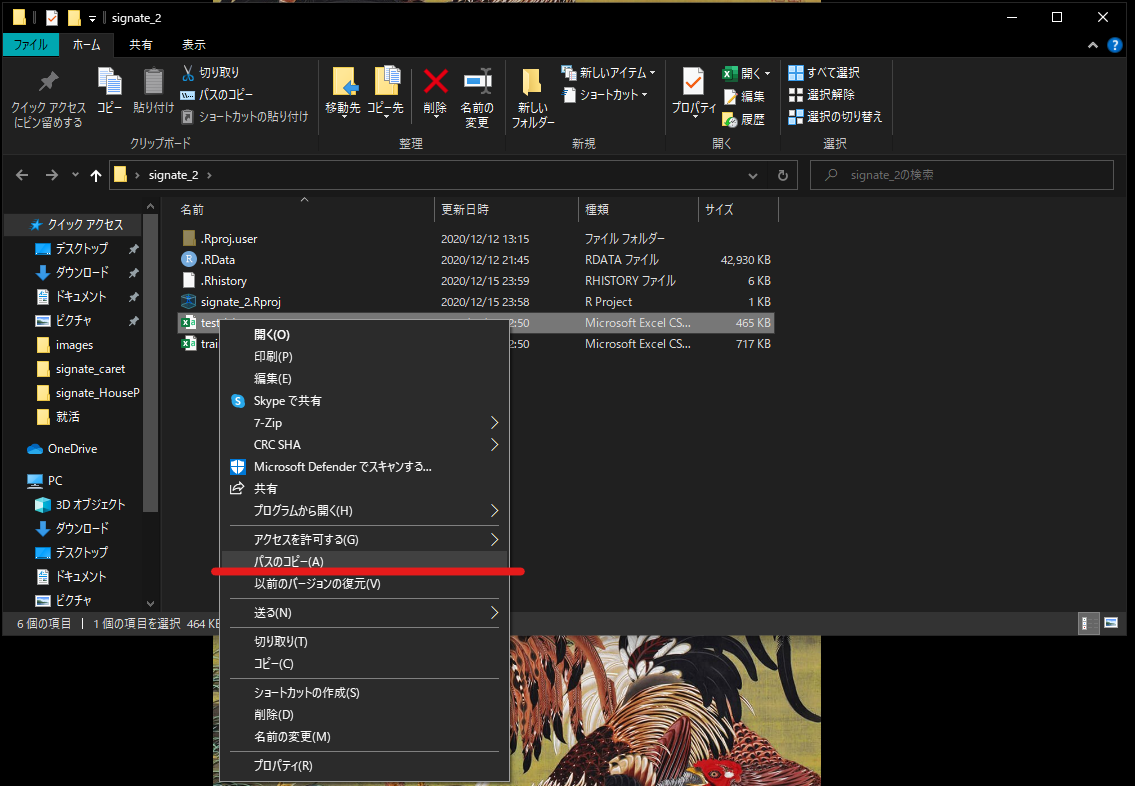 signate_2
ファイル ホーム 共有 表示
クイック アクセス
にピン留めする
コピー
貼り付け
切り取り
パスのコピー
ショートカットの貼り付け
クリップボード
移動先
コピー先
削除
名前の
変更
整理
新しい
フォルダー
新しいアイテム
ショートカット
新規
プロパティ
開く
編集
履歴
開く
すべて選択
選択解除
選択の切り替え
選択
signate_2
signate_2の検索
クイック アクセス
デスクトップ
ダウンロード
ドキュメント
ピクチャ
images
signate_caret
signate_HouseP
就活
OneDrive
PC
3D オブジェクト
ダウンロード
デスクトップ
ドキュメント
ピクチャ
名前 更新日時 種類 サイズ
.Rproj.user 2020/12/12 13:15 ファイル フォルダー
.RData 2020/12/12 21:45 RDATA ファイル 42,930 KB
.Rhistory 2020/12/15 23:59 RHISTORY ファイル 6 KB
signate_2.Rproj 2020/12/15 23:58 R Project 1 KB
test 2:50 Microsoft Excel CS... 465 KB
trai 2:50 Microsoft Excel CS... 717 KB
開く(O)
印刷(P)
編集(E)
Skype で共有
7-Zip
CRC SHA
Microsoft Defender でスキャンする...
共有
プログラムから開く(H)
アクセスを許可する(G)
パスのコピー(A)
以前のバージョンの復元(V)
送る(N)
切り取り(T)
コピー(C)
ショートカットの作成(S)
削除(D)
名前の変更(M)
プロパティ(R)
6 個の項目 1 個の項目を選択 464 KB